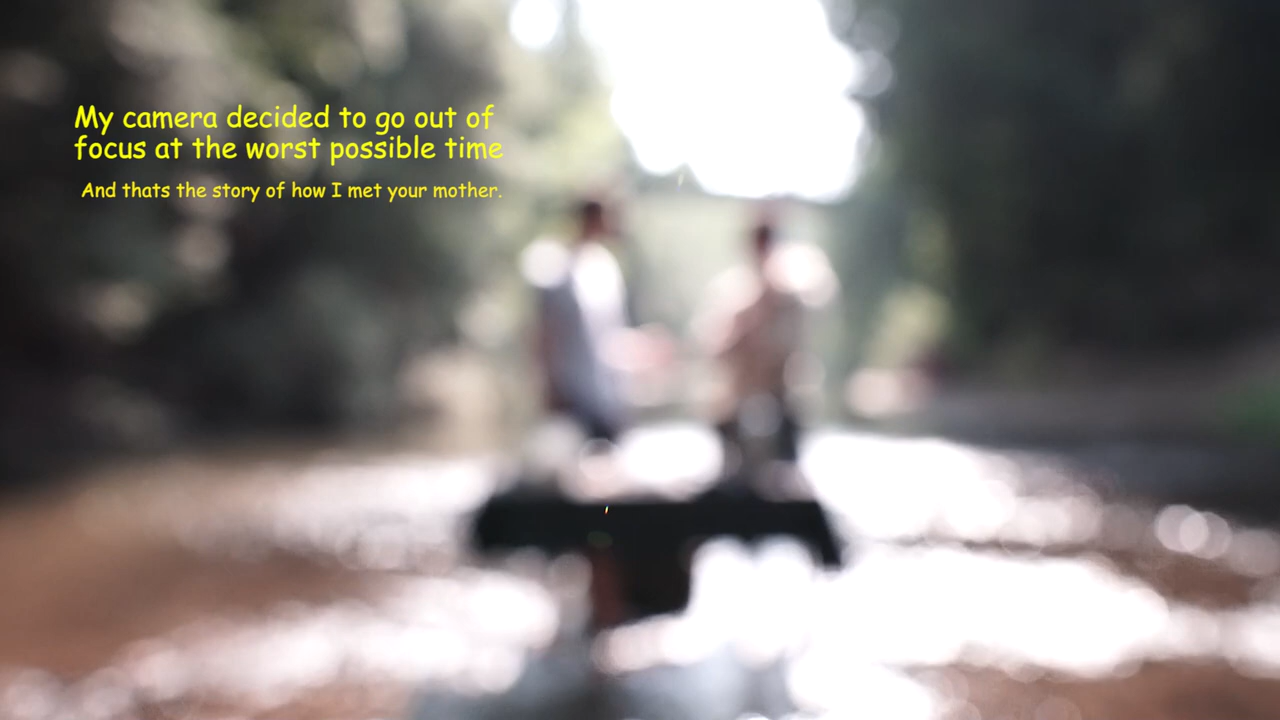 My camera decided to go out of
focus at the worst possible time
And thats the story of how I met your mother.